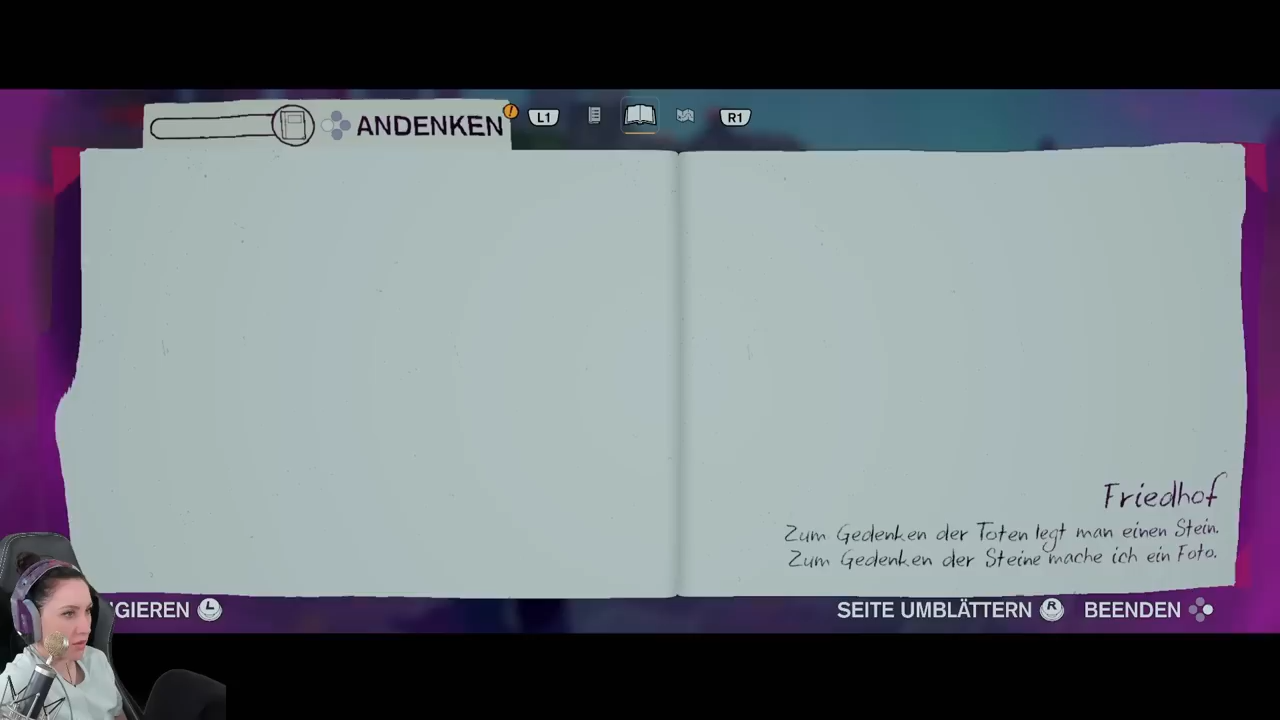 ANDENKEN
L1
R1
Friedhof
Zum Gedenken der Toten legt man einen Stein.
Zum Gedenken der Steine mache ich ein Foto.
GIEREN L
SEITE UMBLÄTTERN R BEENDEN